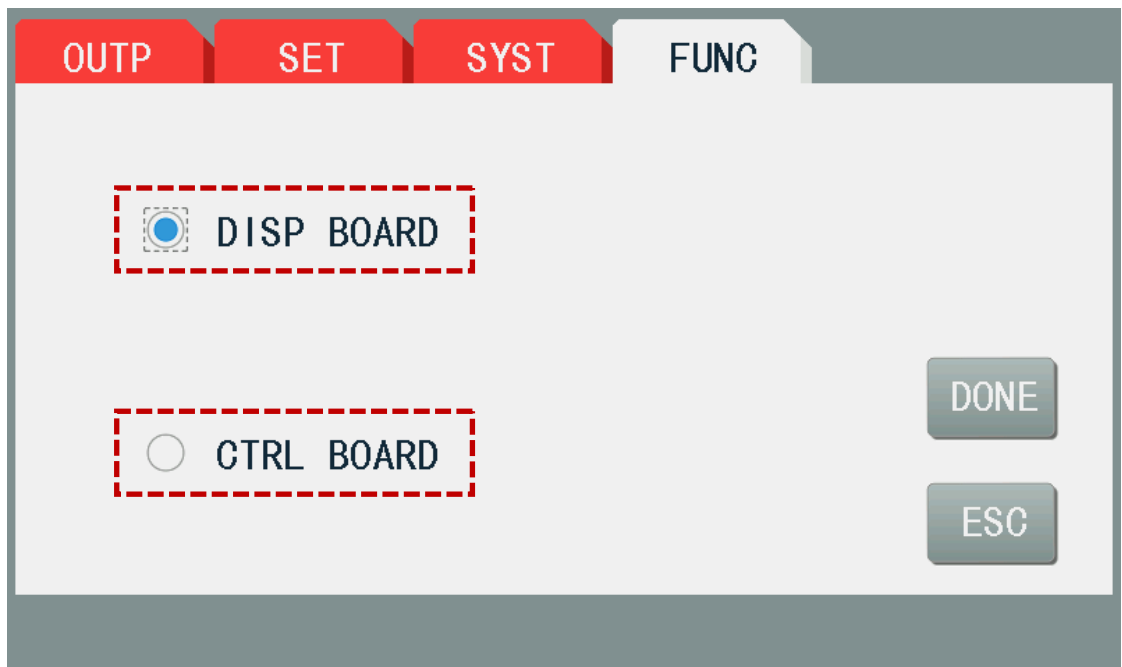 OUTP SET SYST FUNC
DISP BOARD
DONE
CTRL BOARD
ESC